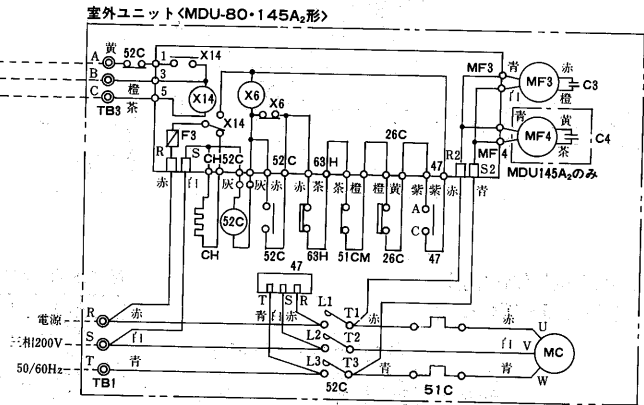 室外ユニット〈MDU-80・145A₂形〉
A 黄 52C 1 X14
B 3
C 橙 5 X14 X6 X6
TB3 茶
F3 X14
R S CH 52C 52C 63H 26C 47 R2 S2
MF3 青 白 MF3 赤 橙 C3
MF4 青 MF4 黄 茶 C4
MDU145A₂のみ
赤 白 灰 灰 赤 赤 茶 茶 橙 橙 黄 紫 紫 赤 青
52C A C
CH 52C 63H 51CM 26C 47
47
T S R
青 白 赤
電源 R 赤 L1 T1 赤 赤 U
三相200V S 白 L2 T2 白 V MC
50/60Hz T 青 L3 T3 青 青 W
TB1 52C 51C